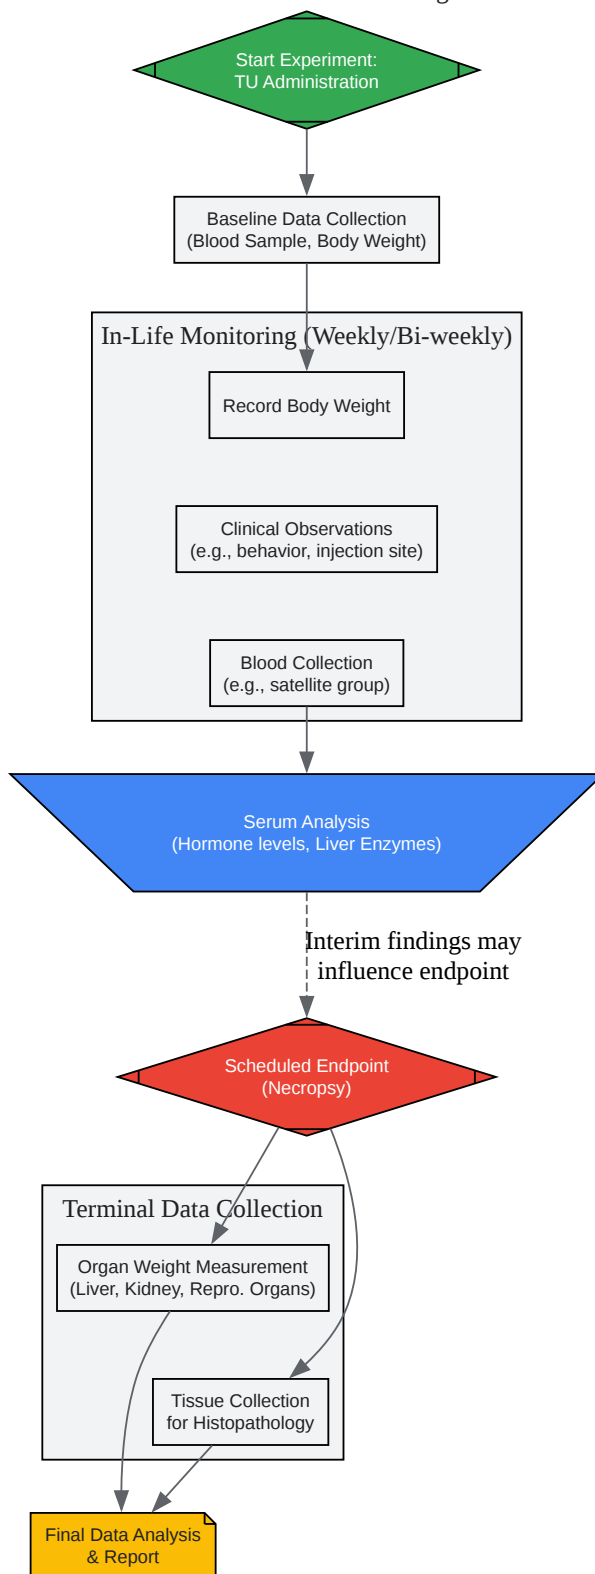 Start Experiment:
TU Administration
Baseline Data Collection
(Blood Sample, Body Weight)
In-Life Monitoring (Weekly/Bi-weekly)
Record Body Weight
Clinical Observations
(e.g., behavior, injection site)
Blood Collection
(e.g., satellite group)
Serum Analysis
(Hormone levels, Liver Enzymes)
Interim findings may
influence endpoint
Scheduled Endpoint
(Necropsy)
Terminal Data Collection
Organ Weight Measurement
(Liver, Kidney, Repro. Organs)
Tissue Collection
for Histopathology
Final Data Analysis
& Report